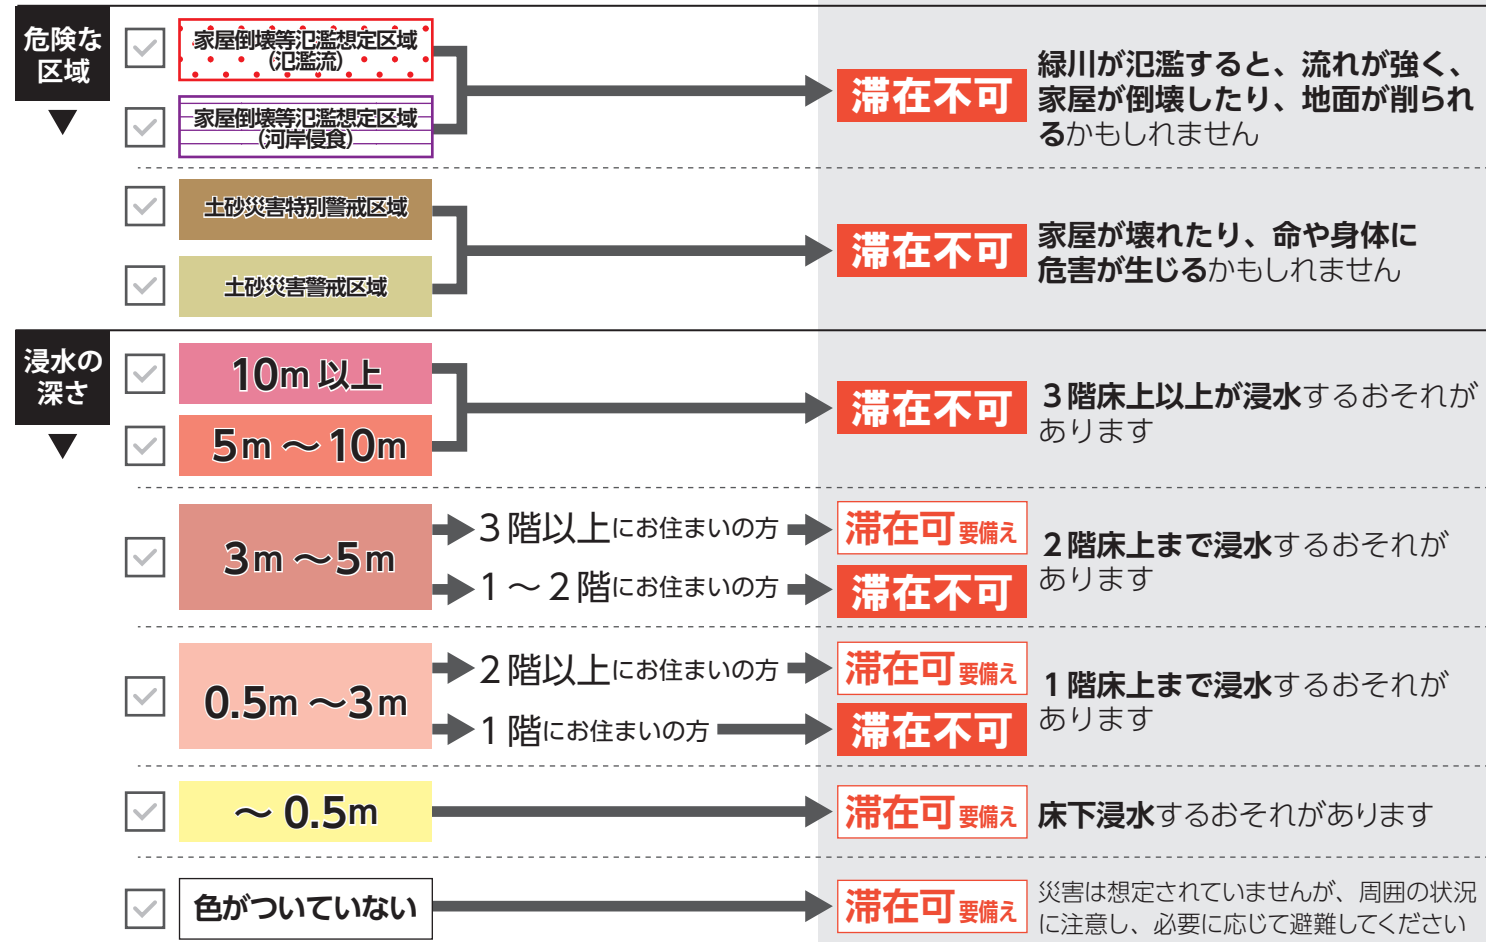 危険な
区域
家屋倒壊等氾濫想定区域
(氾濫流)
家屋倒壊等氾濫想定区域
(河岸侵食)
滞在不可
緑川が氾濫すると、流れが強く、
家屋が倒壊したり、地面が削られ
るかもしれません
土砂災害特別警戒区域
土砂災害警戒区域
滞在不可
家屋が壊れたり、命や身体に
危害が生じるかもしれません
浸水の
深さ
10m 以上
5m ～ 10m
滞在不可
3階床上以上が浸水するおそれが
あります
3m ～5m
3階以上にお住まいの方
滞在可 要備え
1～2階にお住まいの方
滞在不可
2階床上まで浸水するおそれが
あります
0.5m ～3m
2階以上にお住まいの方
滞在可 要備え
1階にお住まいの方
滞在不可
1階床上まで浸水するおそれが
あります
～ 0.5m
滞在可 要備え
床下浸水するおそれがあります
色がついていない
滞在可 要備え
災害は想定されていませんが、周囲の状況
に注意し、必要に応じて避難してください